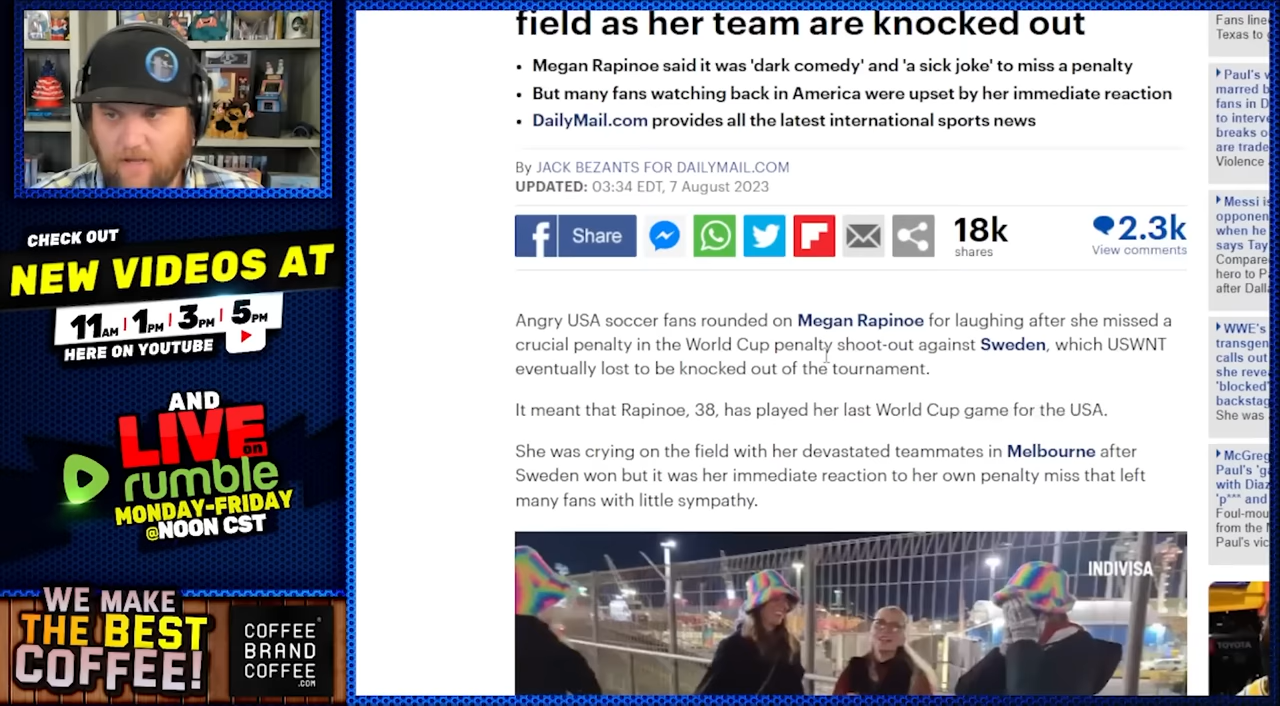 field as her team are knocked out
• Megan Rapinoe said it was 'dark comedy' and 'a sick joke' to miss a penalty
• But many fans watching back in America were upset by her immediate reaction
• DailyMail.com provides all the latest international sports news
By JACK BEZANTS FOR DAILYMAIL.COM
UPDATED: 03:34 EDT, 7 August 2023
Share
18k
shares
2.3k
View comments
Angry USA soccer fans rounded on Megan Rapinoe for laughing after she missed a
crucial penalty in the World Cup penalty shoot-out against Sweden, which USWNT
eventually lost to be knocked out of the tournament.
It meant that Rapinoe, 38, has played her last World Cup game for the USA.
She was crying on the field with her devastated teammates in Melbourne after
Sweden won but it was her immediate reaction to her own penalty miss that left
many fans with little sympathy.
INDIVISA
CHECK OUT
NEW VIDEOS AT
11AM | 1PM | 3PM | 5PM
HERE ON YOUTUBE
AND
LIVE on
rumble
MONDAY-FRIDAY
@NOON CST
WE MAKE
THE BEST
COFFEE!
COFFEE
BRAND
COFFEE
.COM
Fans line
Texas to
Paul's
marred b
fans in D
to interv
breaks o
are trade
Violence
Messi is
opponen
when he
says Tay
Compare
hero to P
after Dall
WWE's
transgen
calls out
she reve
'blocked'
backstag
She was
McGreg
Paul's 'ga
with Diaz
'p*** and
Foul-mou
from the
Paul's vic
TOYOTA